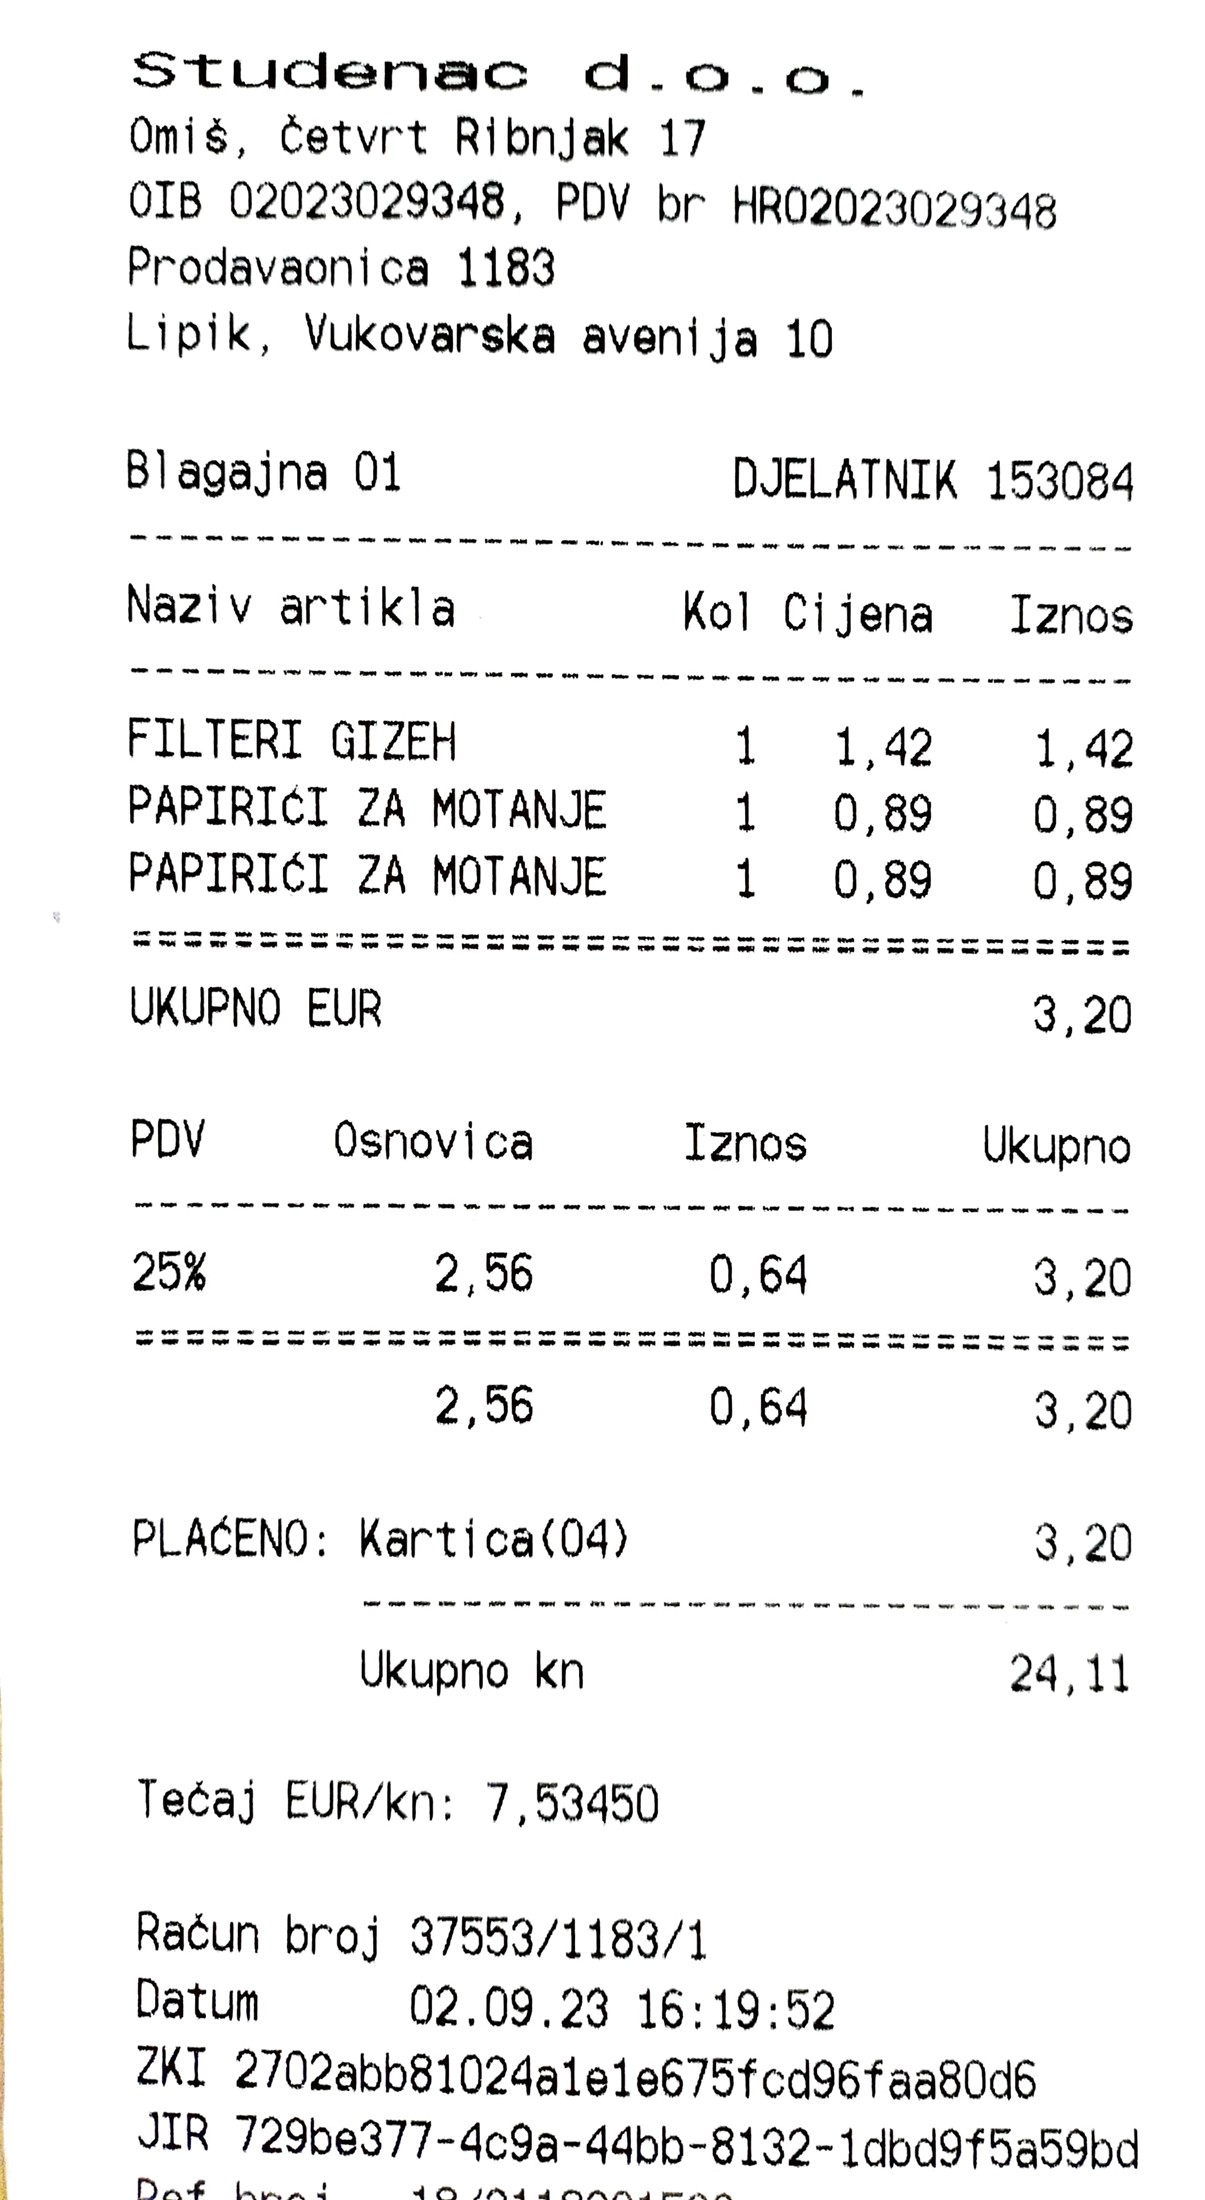 Studenac d.o.o.
Omiš, Četvrt Ribnjak 17
OIB 02023029348, PDV br HR02023029348
Prodavaonica 1183
Lipik, Vukovarska avenija 10
Blagajna 01 DJELATNIK 153084
Naziv artikla Kol Cijena Iznos
FILTERI GIZEH 1 1,42 1,42
PAPIRIĆI ZA MOTANJE 1 0,89 0,89
PAPIRIĆI ZA MOTANJE 1 0,89 0,89
UKUPNO EUR 3,20
PDV Osnovica Iznos Ukupno
25% 2,56 0,64 3,20
2,56 0,64 3,20
PLAĆENO: Kartica(04) 3,20
Ukupno kn 24,11
Tečaj EUR/kn: 7,53450
Račun broj 37553/1183/1
Datum 02.09.23 16:19:52
ZKI 2702abb81024a1e1e675fcd96faa80d6
JIR 729be377-4c9a-44bb-8132-1dbd9f5a59bd
Ref broj